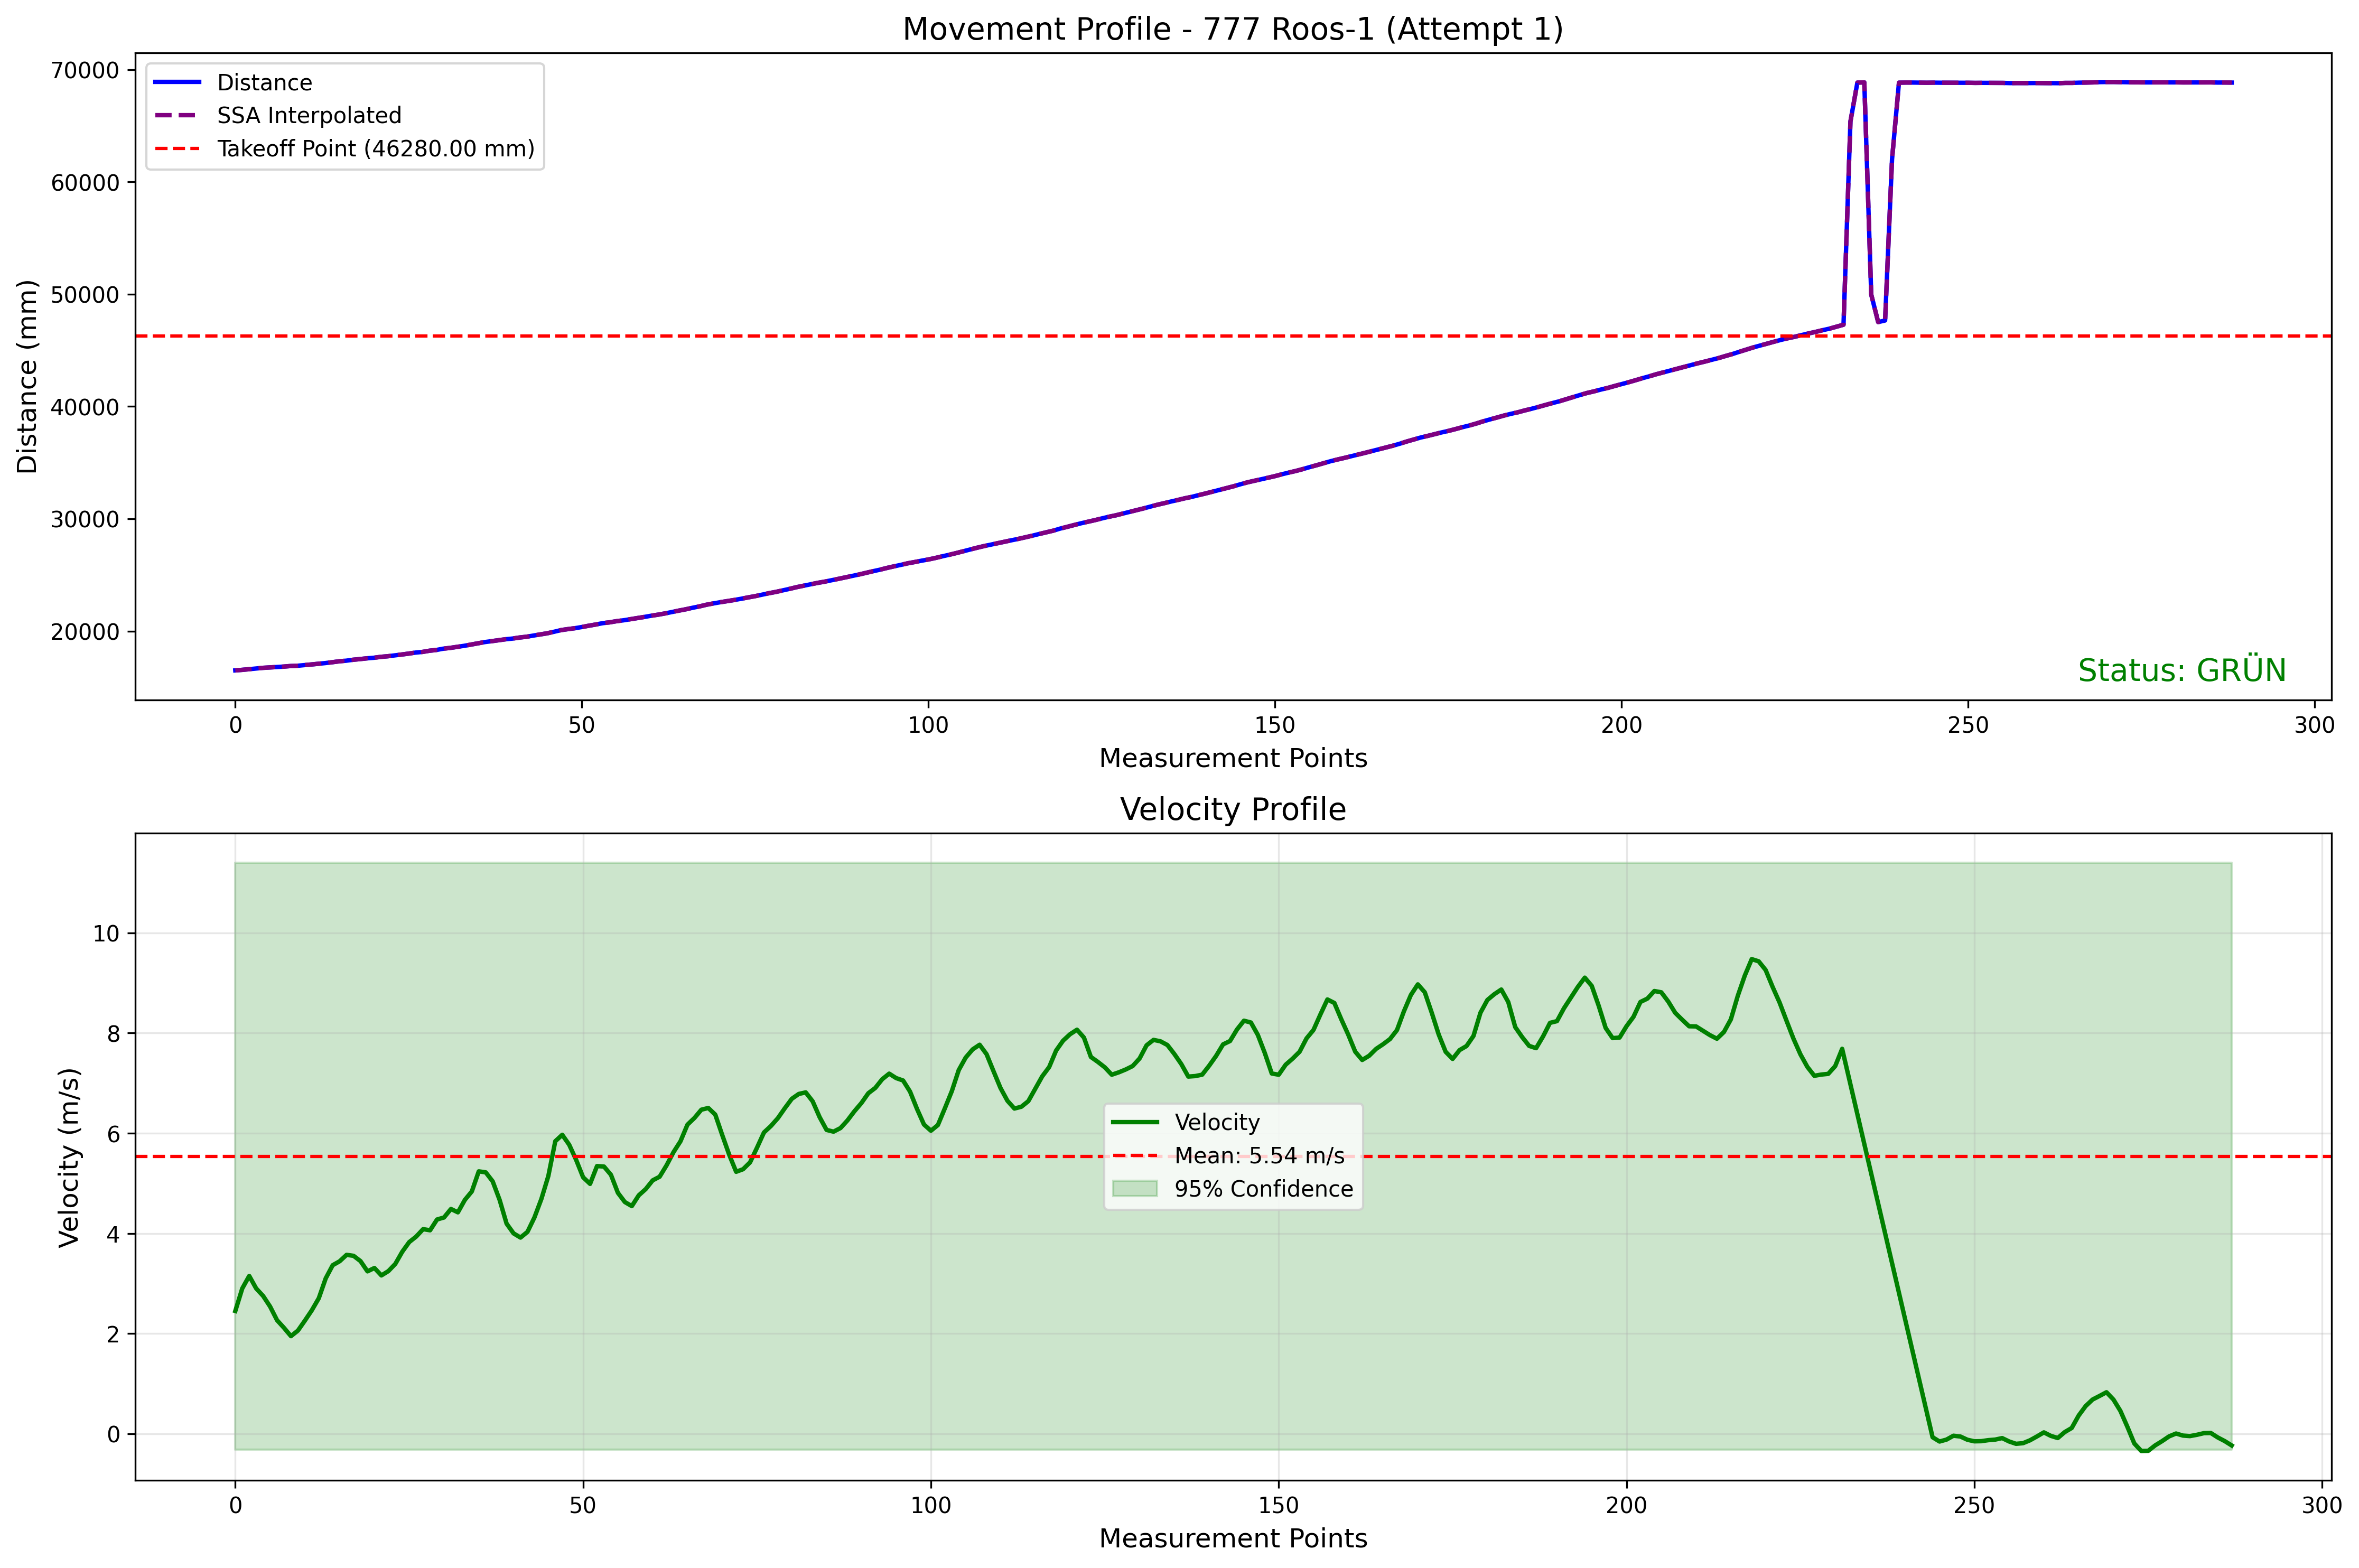 Movement Profile - 777 Roos-1 (Attempt 1)
Distance (mm)
70000
60000
50000
40000
30000
20000
Distance
SSA Interpolated
Takeoff Point (46280.00 mm)
Status: GRÜN
0 50 100 150 200 250 300
Measurement Points
Velocity Profile
Velocity (m/s)
10
8
6
4
2
0
Velocity
Mean: 5.54 m/s
95% Confidence
0 50 100 150 200 250 300
Measurement Points